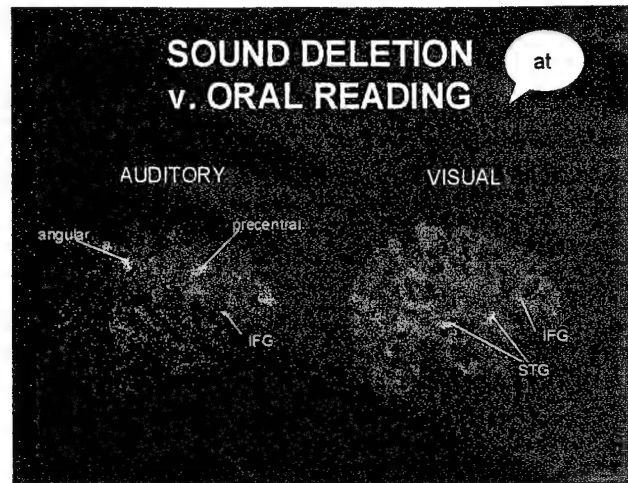 SOUND DELETION
v. ORAL READING
at
AUDITORY
VISUAL
angular
precentral
IFG
IFG
STG